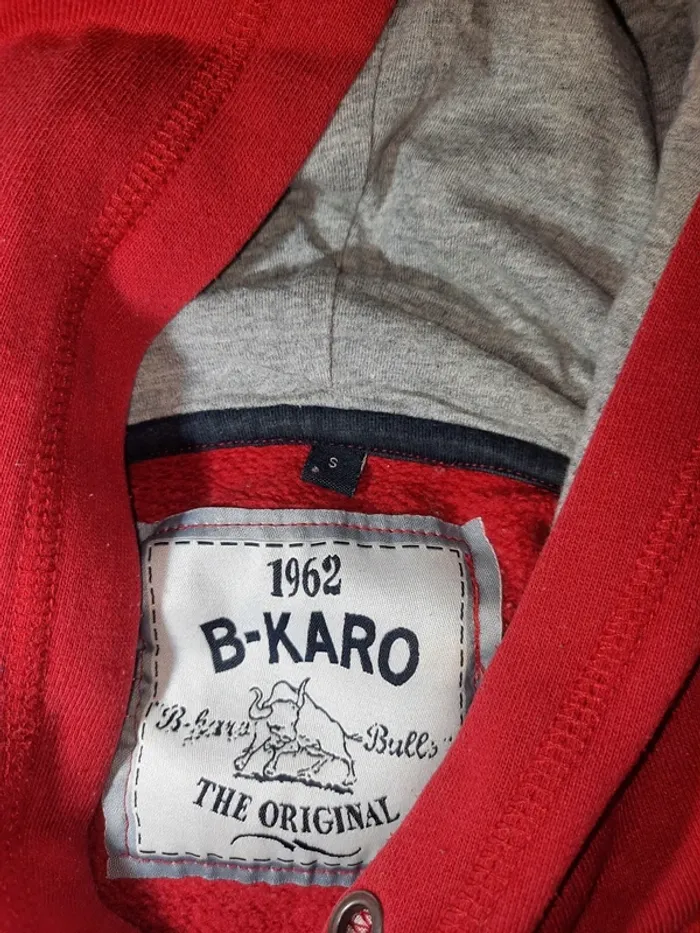 S
1962
B-KARO
"B-karo Bulls"
THE ORIGINAL